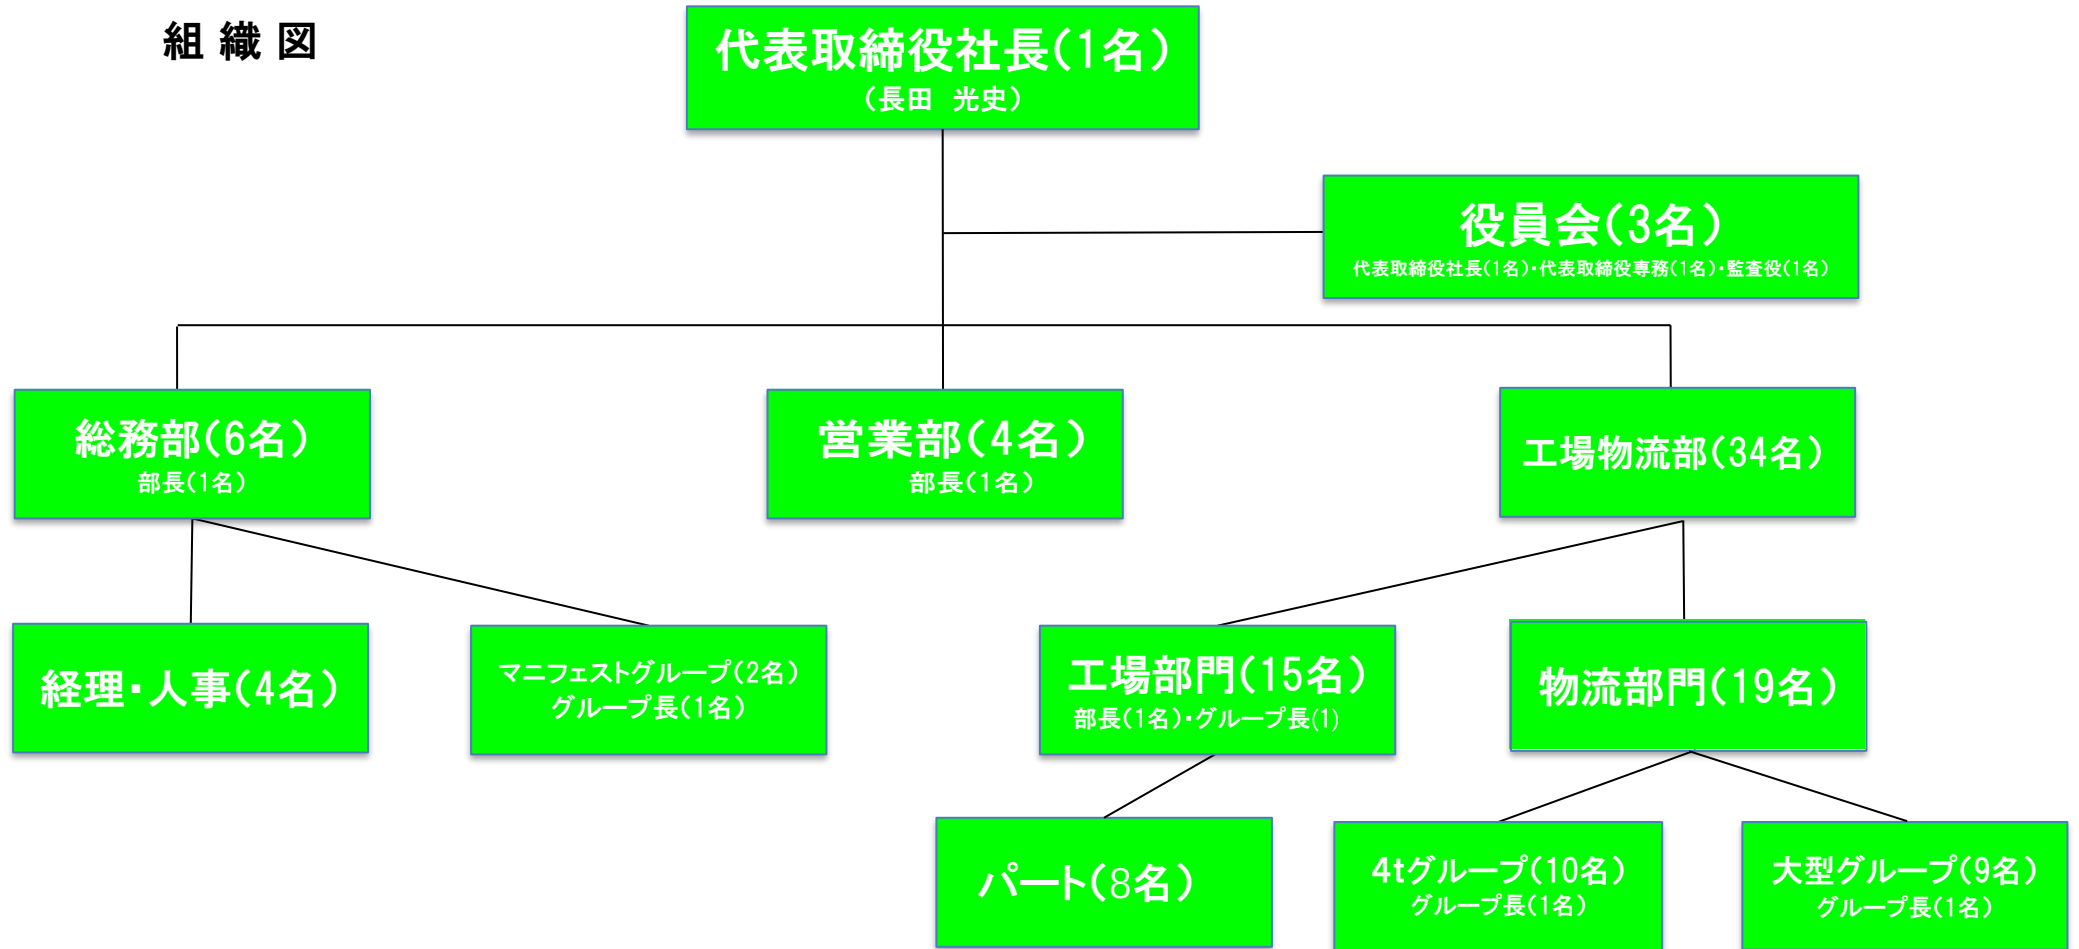 組 織 図
代表取締役社長(1名)
(長田　光史)
役員会(3名)
代表取締役社長(1名)・代表取締役専務(1名)・監査役(1名)
総務部(6名)
部長(1名)
営業部(4名)
部長(1名)
工場物流部(34名)
経理・人事(4名)
マニフェストグループ(2名)
グループ長(1名)
工場部門(15名)
部長(1名)・グループ長(1)
物流部門(19名)
パート(8名)
4tグループ(10名)
グループ長(1名)
大型グループ(9名)
グループ長(1名)